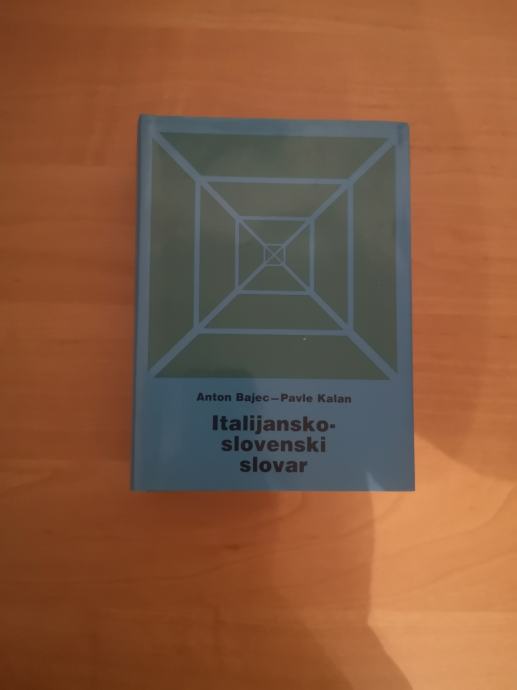 Anton Bajec—Pavle Kalan
Italijansko-
slovenski
slovar